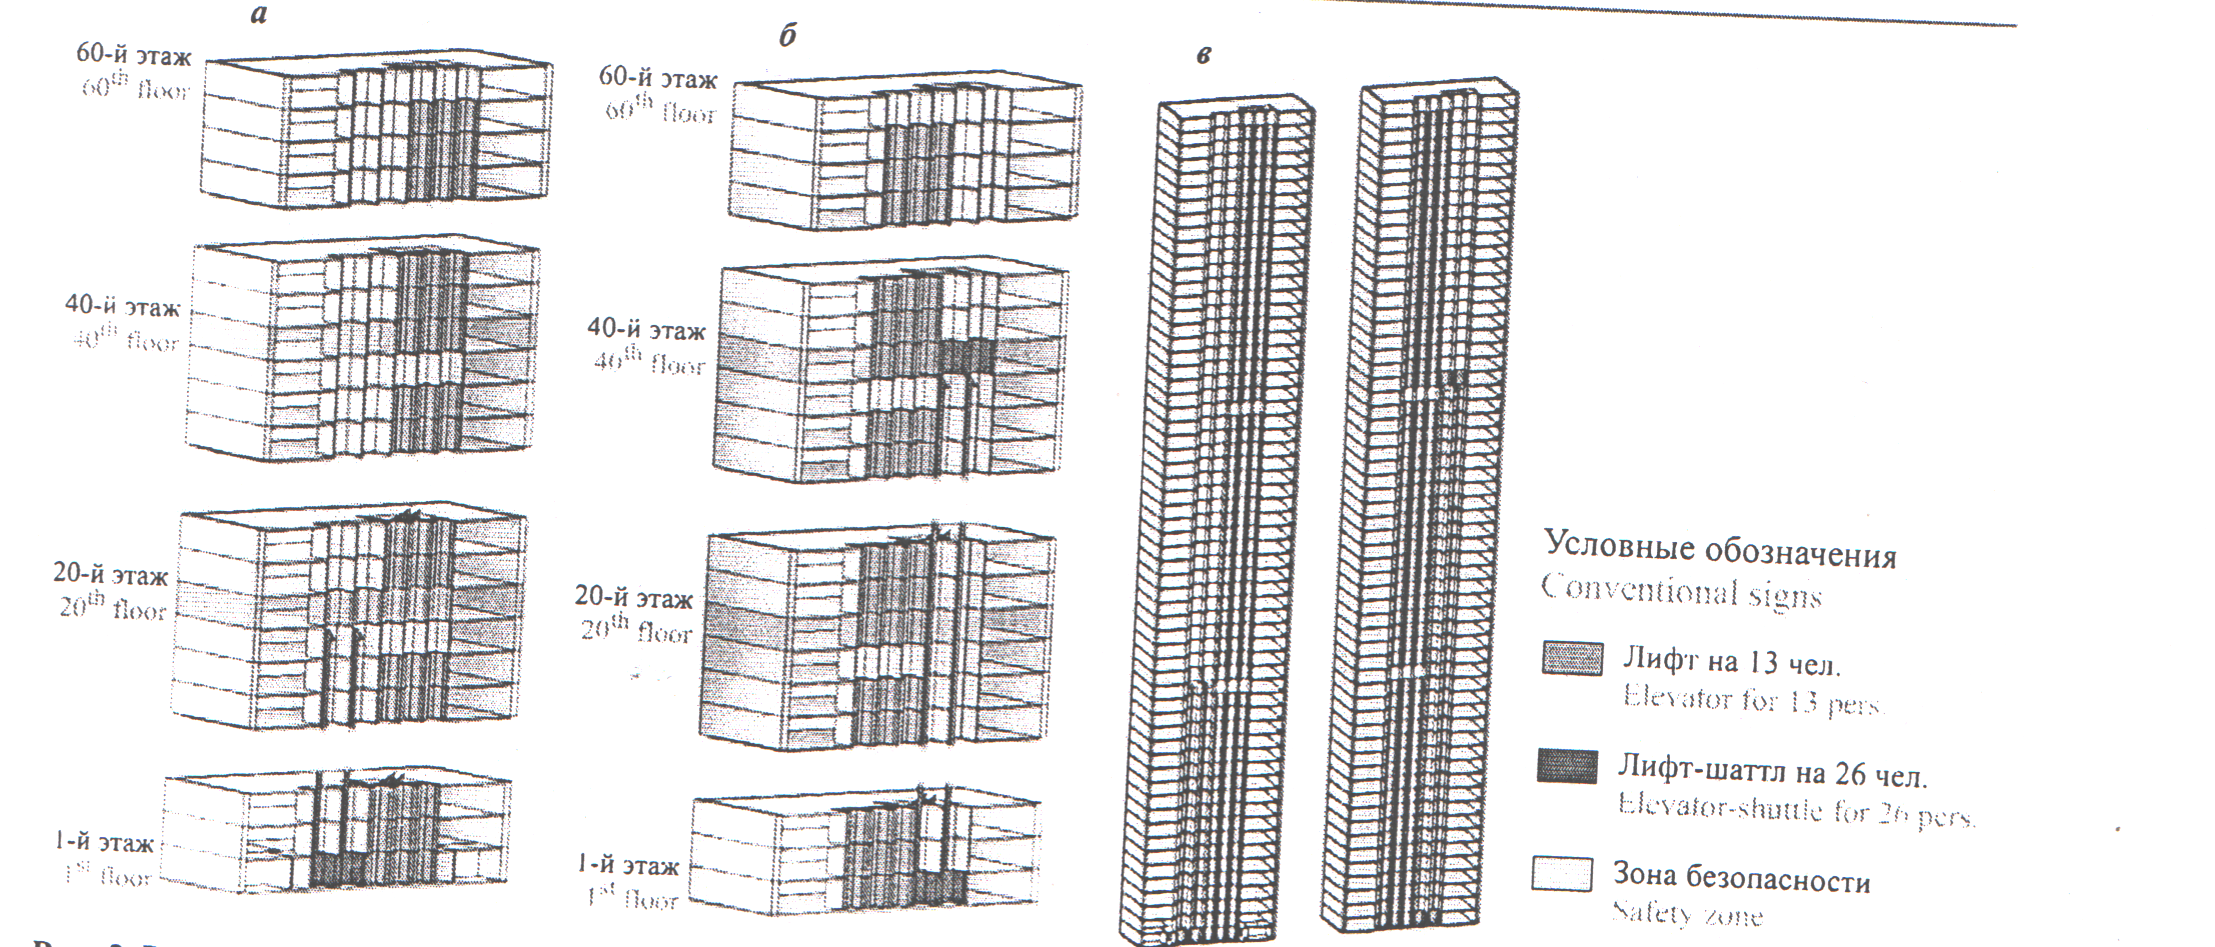 а
60-й этаж
60th floor
40-й этаж
40th floor
20-й этаж
20th floor
1-й этаж
1st floor
б
60-й этаж
60th floor
40-й этаж
40th floor
20-й этаж
20th floor
1-й этаж
1st floor
в
Условные обозначения
Conventional signs
Лифт на 13 чел.
Elevator for 13 pers.
Лифт-шаттл на 26 чел.
Elevator-shuttle for 26 pers.
Зона безопасности
Safety zone